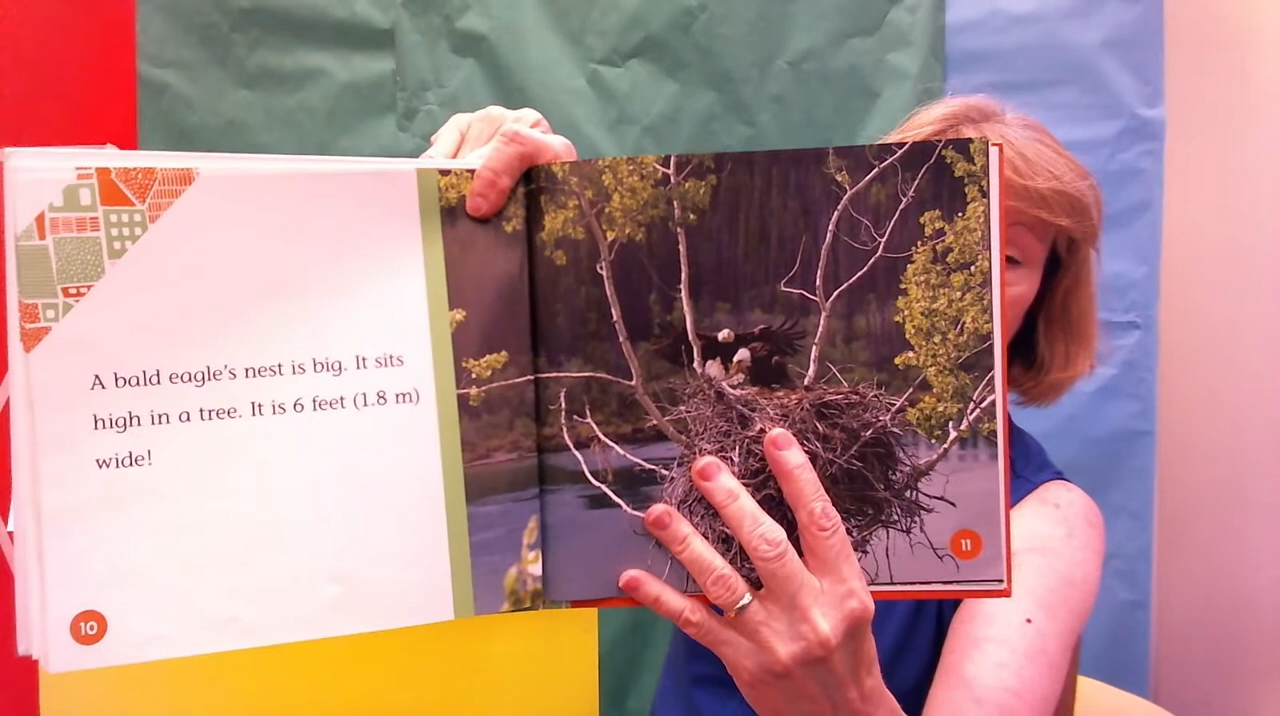 A bald eagle's nest is big. It sits
high in a tree. It is 6 feet (1.8 m)
wide!
10
11